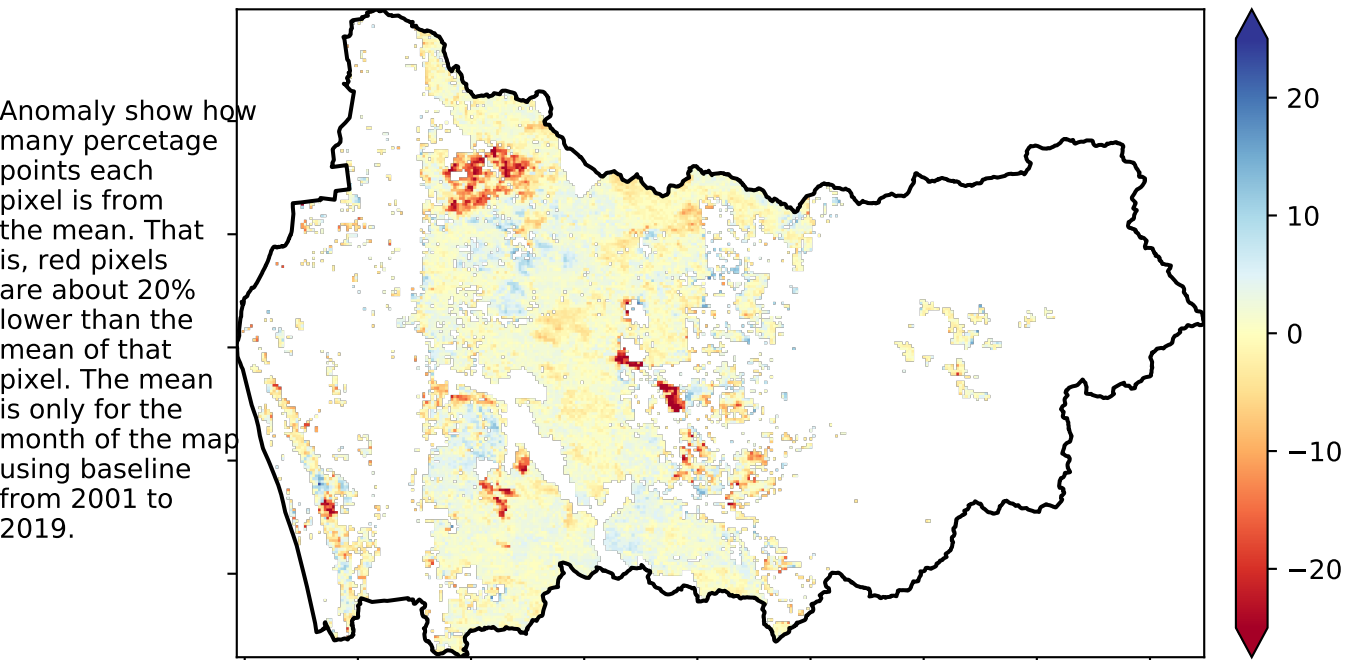 Anomaly show how
many percetage
points each
pixel is from
the mean. That
is, red pixels
are about 20%
lower than the
mean of that
pixel. The mean
is only for the
month of the map
using baseline
from 2001 to
2019.
20
10
0
−10
−20